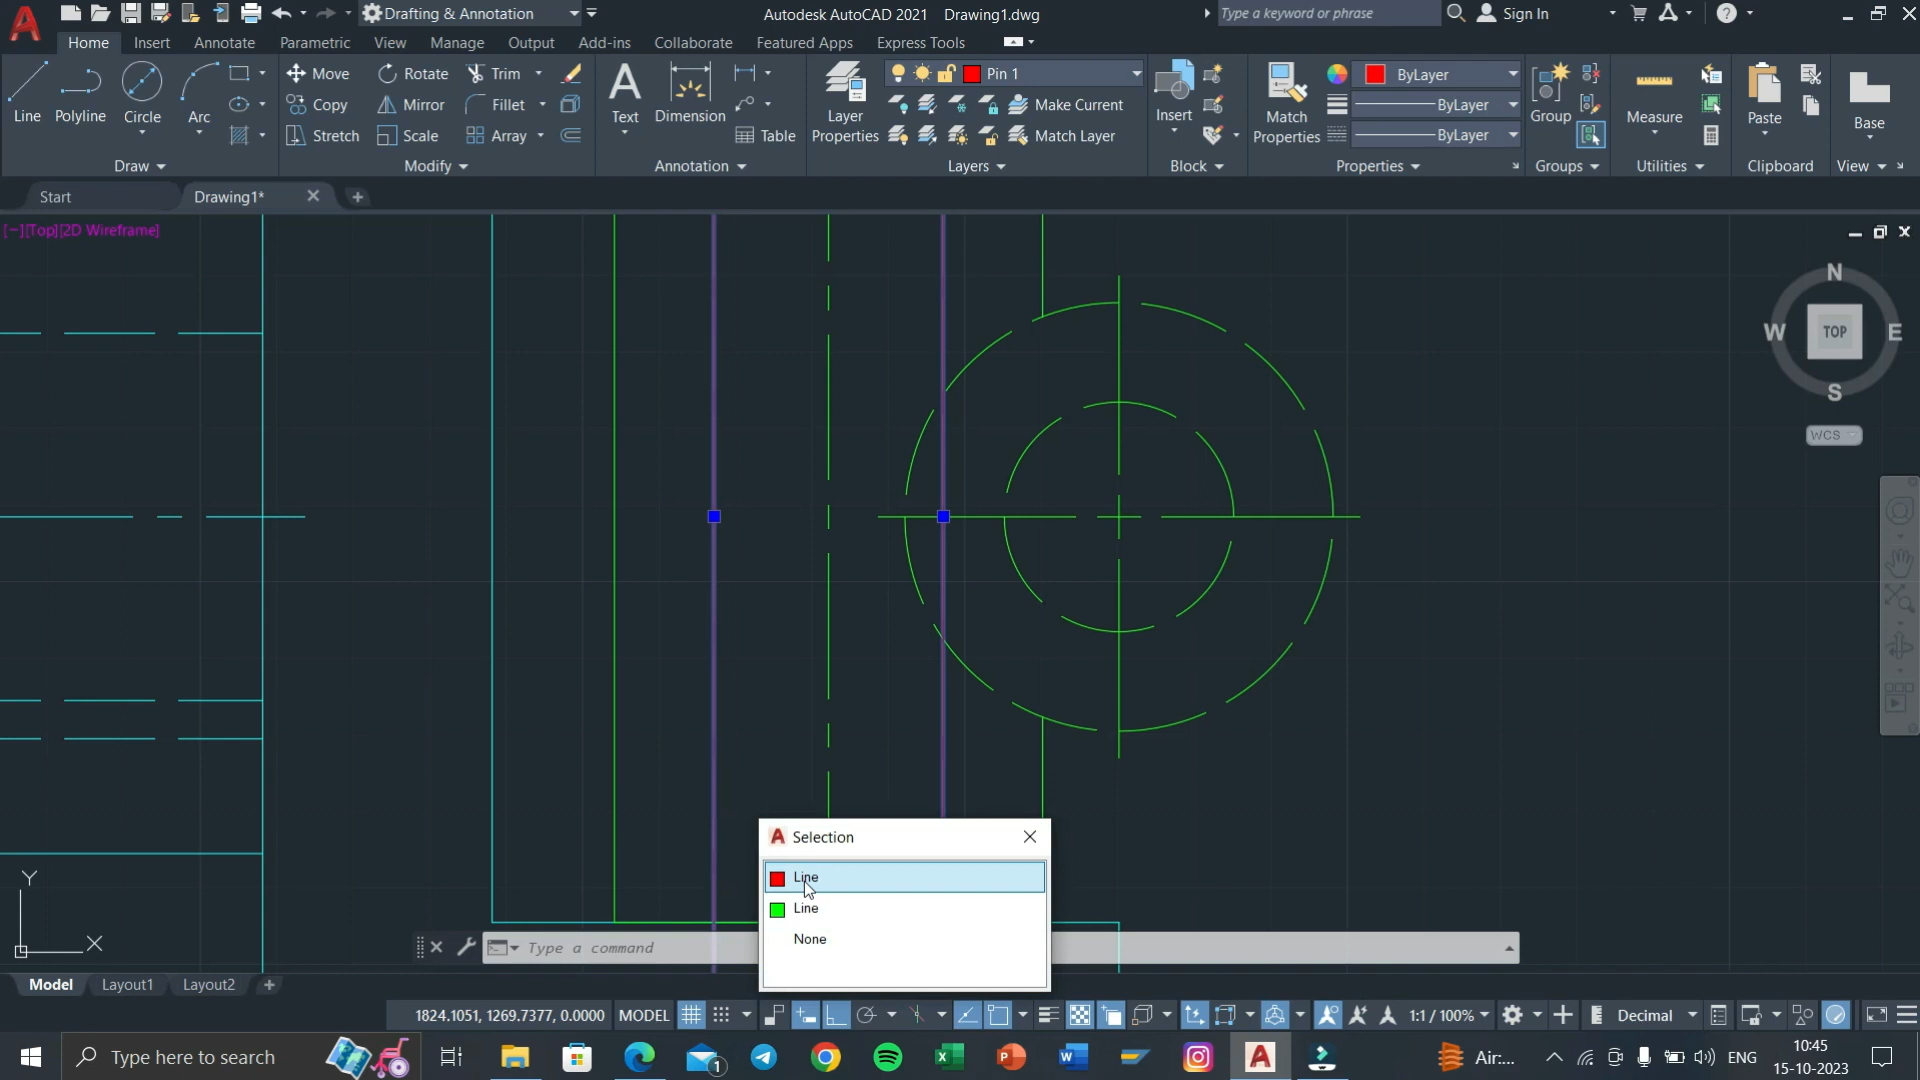 Drafting & Annotation
Autodesk AutoCAD 2021 Drawing1.dwg
Type a keyword or phrase
Sign In
Home Insert Annotate Parametric View Manage Output Add-ins Collaborate Featured Apps Express Tools
Line Polyline Circle Arc
Move Rotate Trim
Copy Mirror Fillet
Stretch Scale Array
Text Dimension Table
Layer Properties
Pin 1
Make Current
Match Layer
Insert
Match Properties
ByLayer
ByLayer
ByLayer
Group
Measure
Paste
Base
Draw Modify Annotation Layers Block Properties Groups Utilities Clipboard View
Start Drawing1*
[−][Top][2D Wireframe]
N
W TOP E
S
WCS
Selection
Line
Line
None
Y
X
Type a command
Model Layout1 Layout2
1824.1051, 1269.7377, 0.0000 MODEL 1:1 / 100% Decimal
Type here to search
1
Air:...
ENG
10:45
15-10-2023